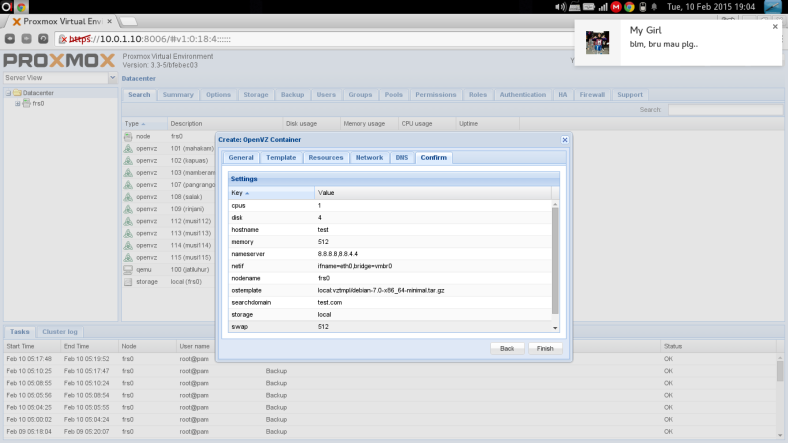 Tue, 10 Feb 2015 19:04
Proxmox Virtual Envi
https://10.0.1.10:8006/#v1:0:18:4::::::
My Girl
blm, bru mau plg..
PROXMOX
Proxmox Virtual Environment
Version: 3.3-5/bfebec03
Server View
Datacenter
Datacenter
frs0
Search Summary Options Storage Backup Users Groups Pools Permissions Roles Authentication HA Firewall Support
Search:
Type Description Disk usage Memory usage CPU usage Uptime
node frs0
openvz 101 (mahakam)
openvz 102 (kapuas)
openvz 103 (namberam
openvz 107 (pangrango
openvz 108 (salak)
openvz 109 (rinjani)
openvz 112 (musi112)
openvz 113 (musi113)
openvz 114 (musi114)
openvz 115 (musi115)
qemu 100 (jatiluhur)
storage local (frs0)
Create: OpenVZ Container
General Template Resources Network DNS Confirm
Settings
Key Value
cpus 1
disk 4
hostname test
memory 512
nameserver 8.8.8.8,8.8.4.4
netif ifname=eth0,bridge=vmbr0
nodename frs0
ostemplate local:vztmpl/debian-7.0-x86_64-minimal.tar.gz
searchdomain test.com
storage local
swap 512
Back Finish
Tasks Cluster log
Start Time End Time Node User name Status
Feb 10 05:17:48 Feb 10 05:19:52 frs0 root@pam Backup OK
Feb 10 05:10:25 Feb 10 05:17:47 frs0 root@pam Backup OK
Feb 10 05:08:55 Feb 10 05:10:24 frs0 root@pam Backup OK
Feb 10 05:05:56 Feb 10 05:08:54 frs0 root@pam Backup OK
Feb 10 05:04:25 Feb 10 05:05:55 frs0 root@pam Backup OK
Feb 10 05:00:02 Feb 10 05:04:24 frs0 root@pam Backup OK
Feb 09 05:18:04 Feb 09 05:20:07 frs0 root@pam Backup OK